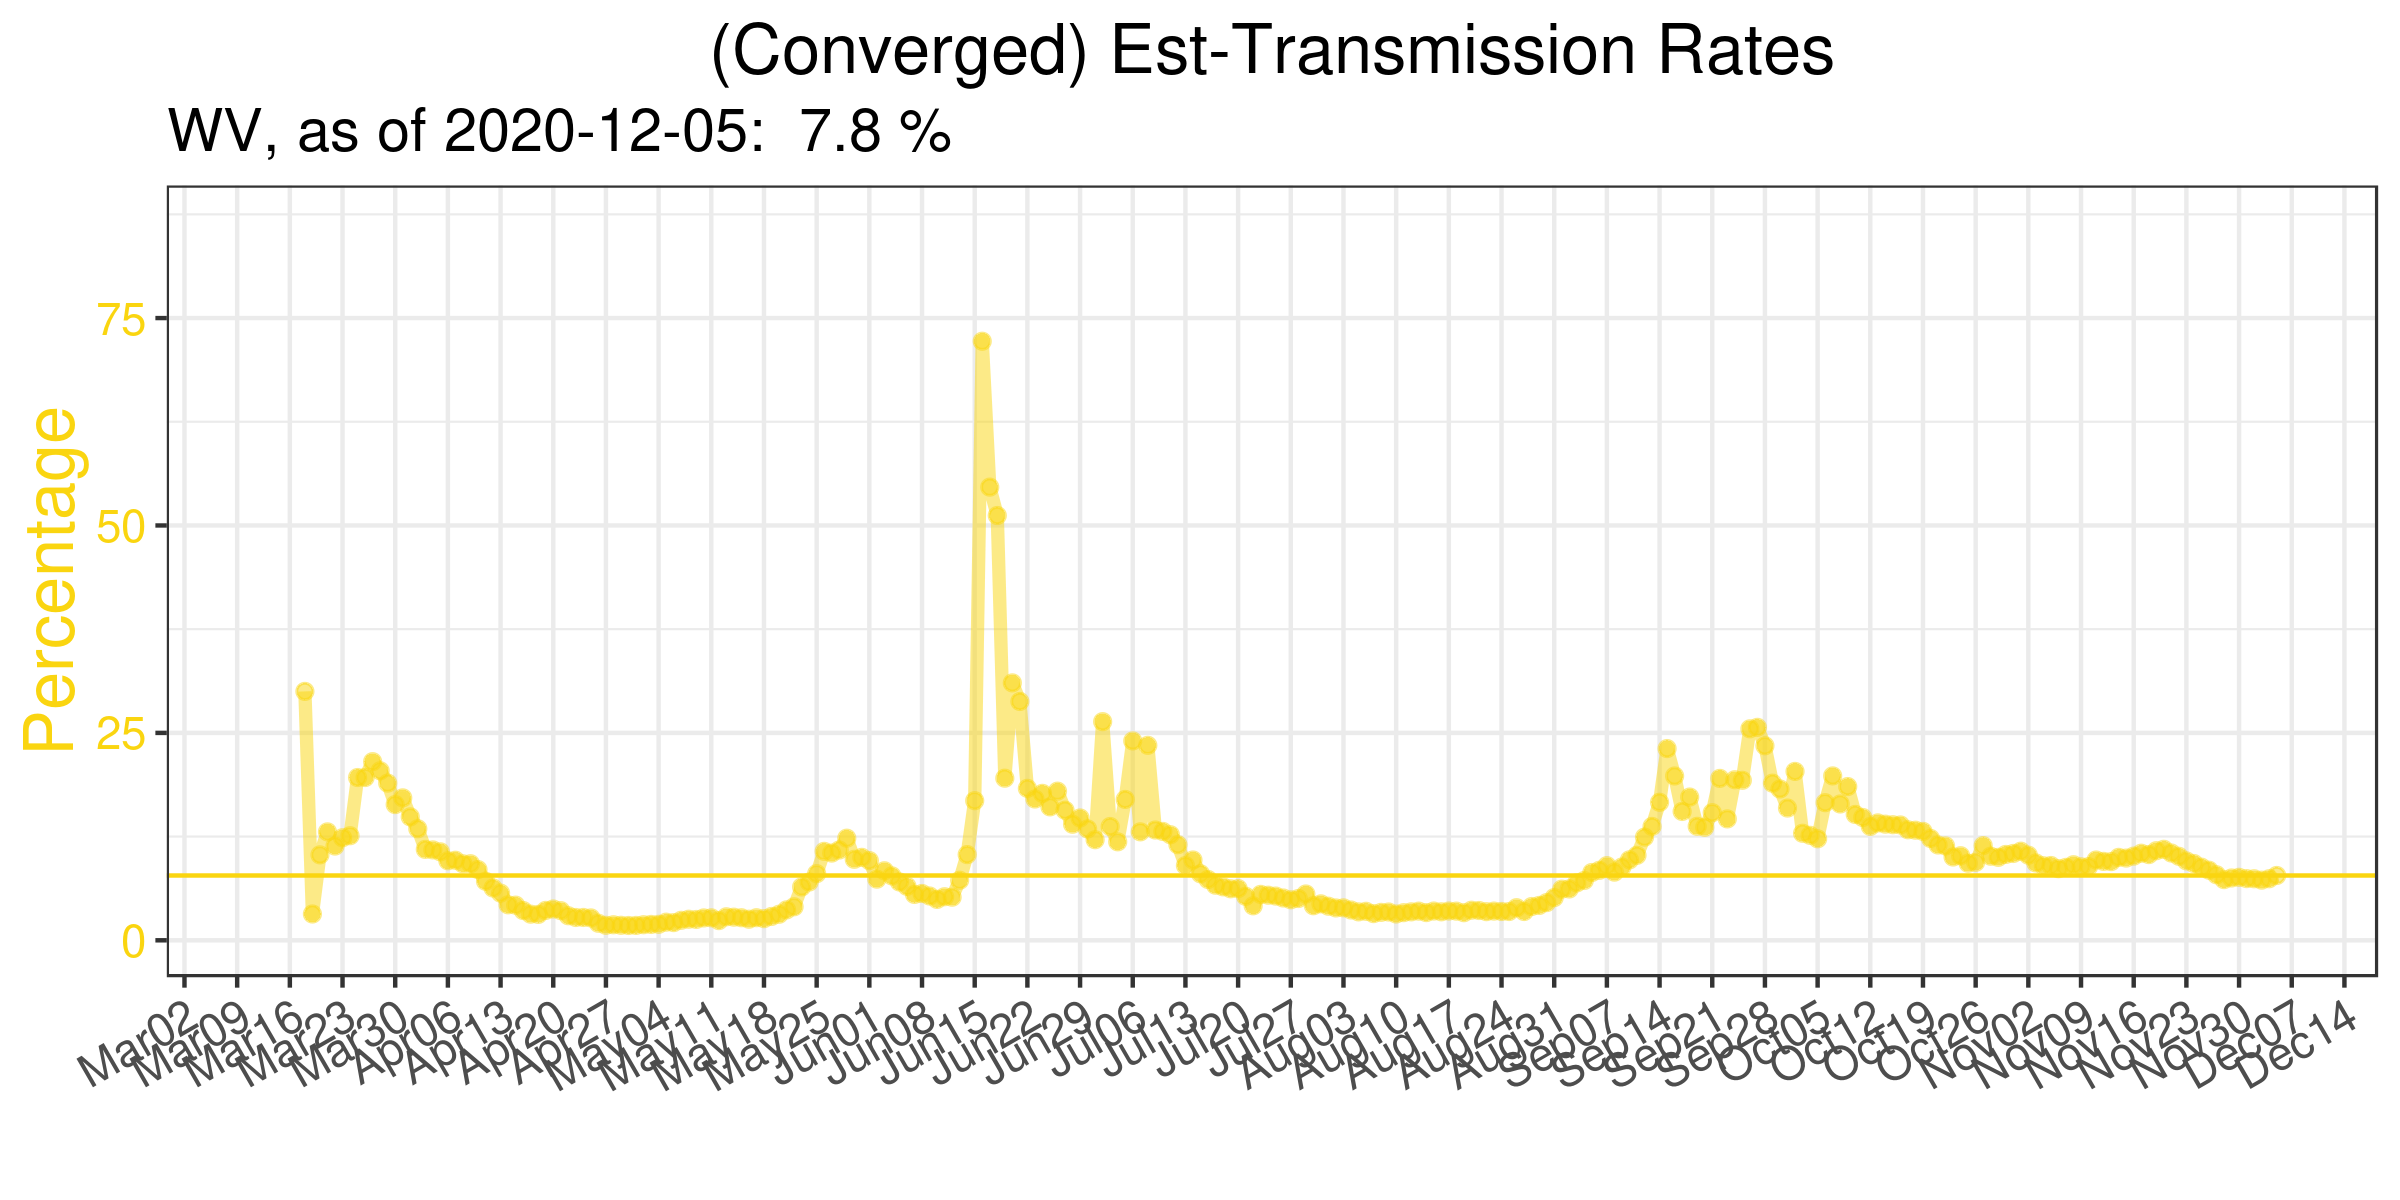 (Converged) Est-Transmission Rates
WV, as of 2020-12-05:  7.8 %
Percentage
75
50
25
0
Mar02
Mar09
Mar16
Mar23
Mar30
Apr06
Apr13
Apr20
Apr27
May04
May11
May18
May25
Jun01
Jun08
Jun15
Jun22
Jun29
Jul06
Jul13
Jul20
Jul27
Aug03
Aug10
Aug17
Aug24
Aug31
Sep07
Sep14
Sep21
Sep28
Oct05
Oct12
Oct19
Oct26
Nov02
Nov09
Nov16
Nov23
Nov30
Dec07
Dec14